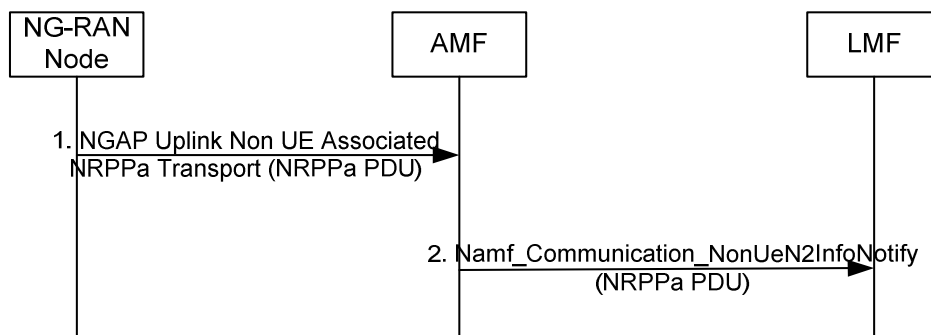 NG-RAN
Node
AMF
LMF
1. NGAP Uplink Non UE Associated
NRPPa Transport (NRPPa PDU)
2. Namf_Communication_NonUeN2InfoNotify
(NRPPa PDU)